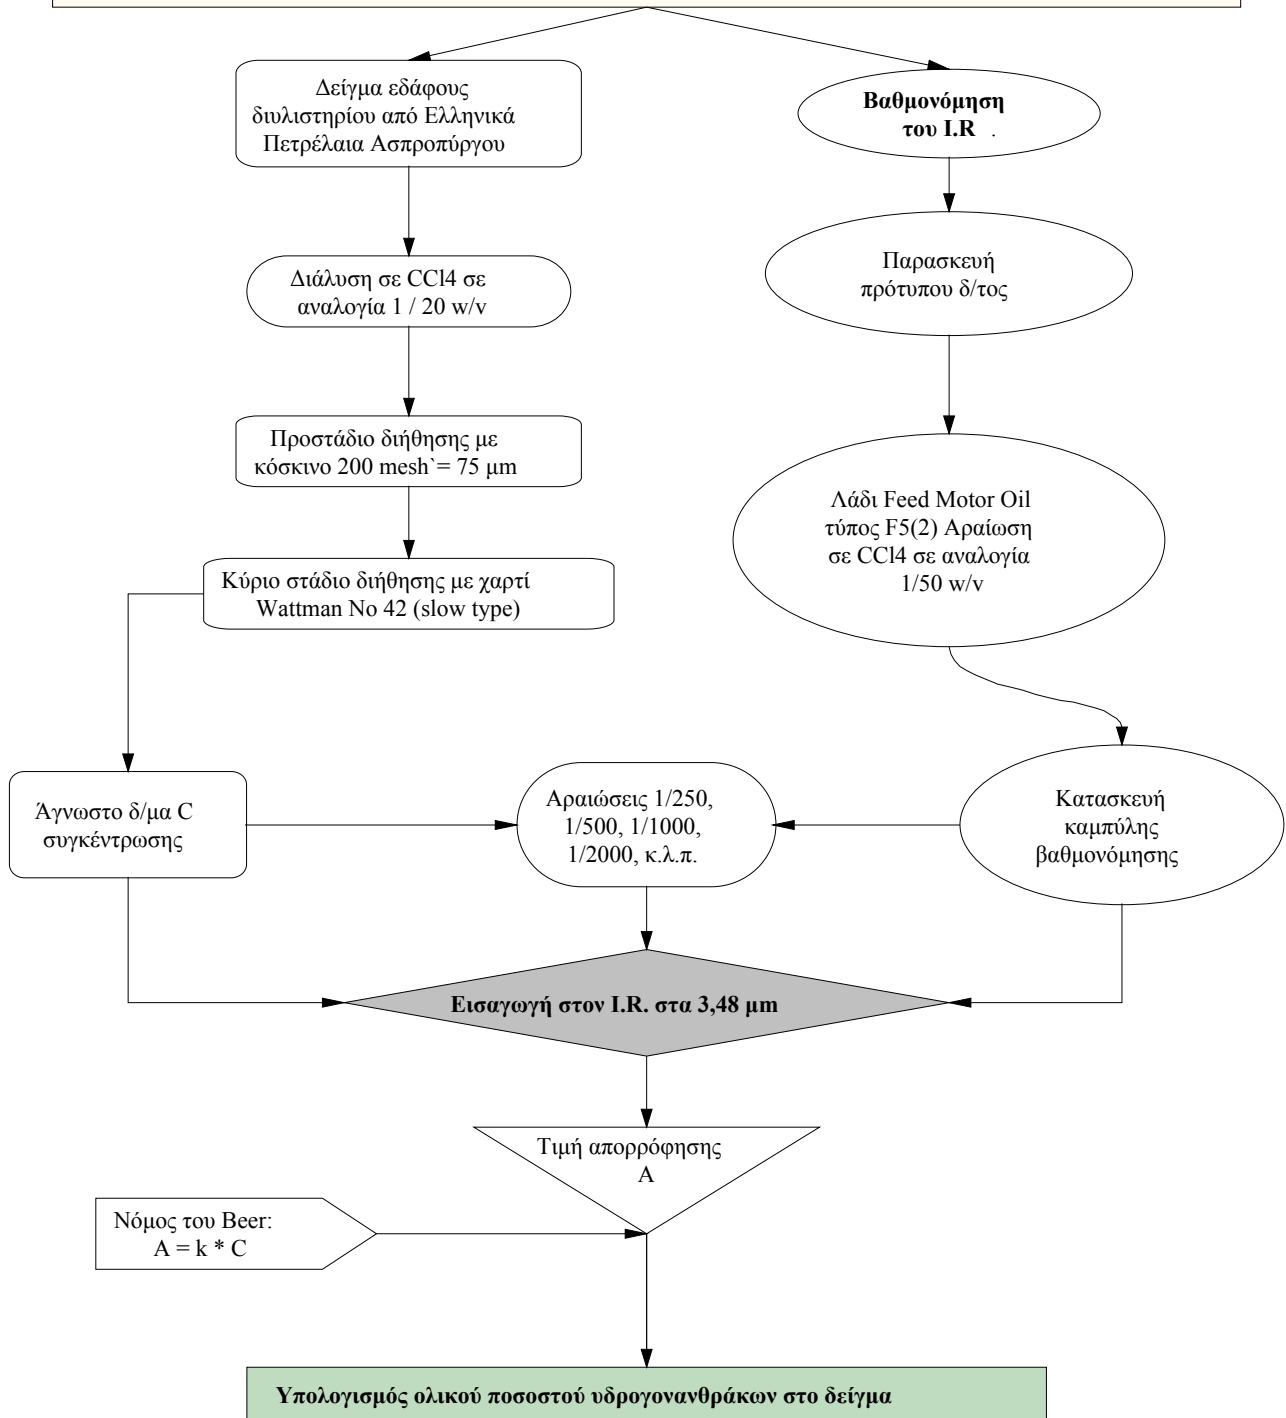 Δείγμα εδάφους
διυλιστηρίου από Ελληνικά
Πετρέλαια Ασπροπύργου
Βαθμονόμηση
του I.R .
Διάλυση σε CCl4 σε
αναλογία 1 / 20 w/v
Παρασκευή
πρότυπου δ/τος
Προστάδιο διήθησης με
κόσκινο 200 mesh`= 75 μm
Λάδι Feed Motor Oil
τύπος F5(2) Αραίωση
σε CCl4 σε αναλογία
1/50 w/v
Κύριο στάδιο διήθησης με χαρτί
Wattman No 42 (slow type)
Άγνωστο δ/μα C
συγκέντρωσης
Αραιώσεις 1/250,
1/500, 1/1000,
1/2000, κ.λ.π.
Κατασκευή
καμπύλης
βαθμονόμησης
Εισαγωγή στον I.R. στα 3,48 μm
Τιμή απορρόφησης
A
Νόμος του Beer:
A = k * C
Υπολογισμός ολικού ποσοστού υδρογονανθράκων στο δείγμα